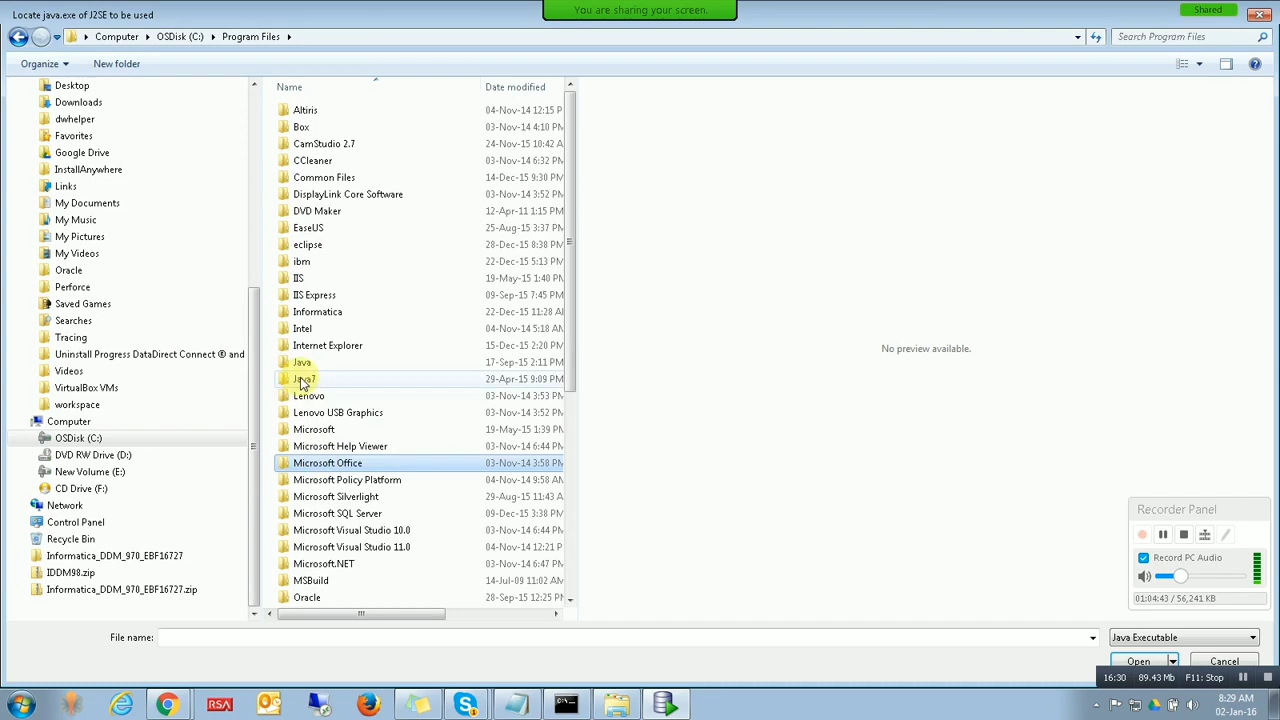 You are sharing your screen.
Shared
Locate java.exe of J2SE to be used
Computer
OSDisk (C:)
Program Files
Search Program Files
Organize
New folder
Desktop
Downloads
dwhelper
Favorites
Google Drive
InstallAnywhere
Links
My Documents
My Music
My Pictures
My Videos
Oracle
Perforce
Saved Games
Searches
Tracing
Uninstall Progress DataDirect Connect ® and
Videos
VirtualBox VMs
workspace
Computer
OSDisk (C:)
DVD RW Drive (D:)
New Volume (E:)
CD Drive (F:)
Network
Control Panel
Recycle Bin
Informatica_DDM_970_EBF16727
IDDM98.zip
Informatica_DDM_970_EBF16727.zip
Name Date modified
Altiris 04-Nov-14 12:15 P
Box 03-Nov-14 4:10 PM
CamStudio 2.7 24-Nov-15 10:42 A
CCleaner 03-Nov-14 6:32 PM
Common Files 14-Dec-15 9:30 PM
DisplayLink Core Software 03-Nov-14 3:52 PM
DVD Maker 12-Apr-11 1:15 PM
EaseUS 25-Aug-15 3:37 PM
eclipse 28-Dec-15 8:38 PM
ibm 22-Dec-15 5:13 PM
IIS 19-May-15 1:40 PM
IIS Express 09-Sep-15 7:45 PM
Informatica 22-Dec-15 11:28 AM
Intel 04-Nov-14 5:18 AM
Internet Explorer 15-Dec-15 2:20 PM
Java 17-Sep-15 2:11 PM
Java7 29-Apr-15 9:09 PM
Lenovo 03-Nov-14 3:53 PM
Lenovo USB Graphics 03-Nov-14 3:52 PM
Microsoft 19-May-15 1:39 PM
Microsoft Help Viewer 03-Nov-14 6:44 PM
Microsoft Office 03-Nov-14 3:58 PM
Microsoft Policy Platform 04-Nov-14 9:58 AM
Microsoft Silverlight 29-Aug-15 11:43 A
Microsoft SQL Server 09-Dec-15 3:38 PM
Microsoft Visual Studio 10.0 03-Nov-14 6:44 PM
Microsoft Visual Studio 11.0 04-Nov-14 12:21 P
Microsoft.NET 03-Nov-14 6:47 PM
MSBuild 14-Jul-09 11:02 AM
Oracle 28-Sep-15 12:25 P
No preview available.
Recorder Panel
Record PC Audio
01:04:43 / 56,241 KB
File name:
Java Executable
Open
Cancel
16:30 89.43 Mb F11: Stop
RSA
8:29 AM
02-Jan-16